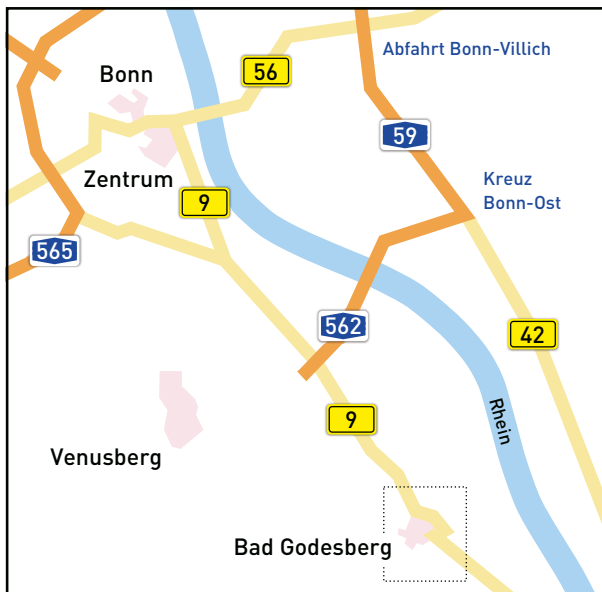 Abfahrt Bonn-Villich
Bonn
56
59
Zentrum
Kreuz
Bonn-Ost
9
565
562
42
9
Rhein
Venusberg
Bad Godesberg